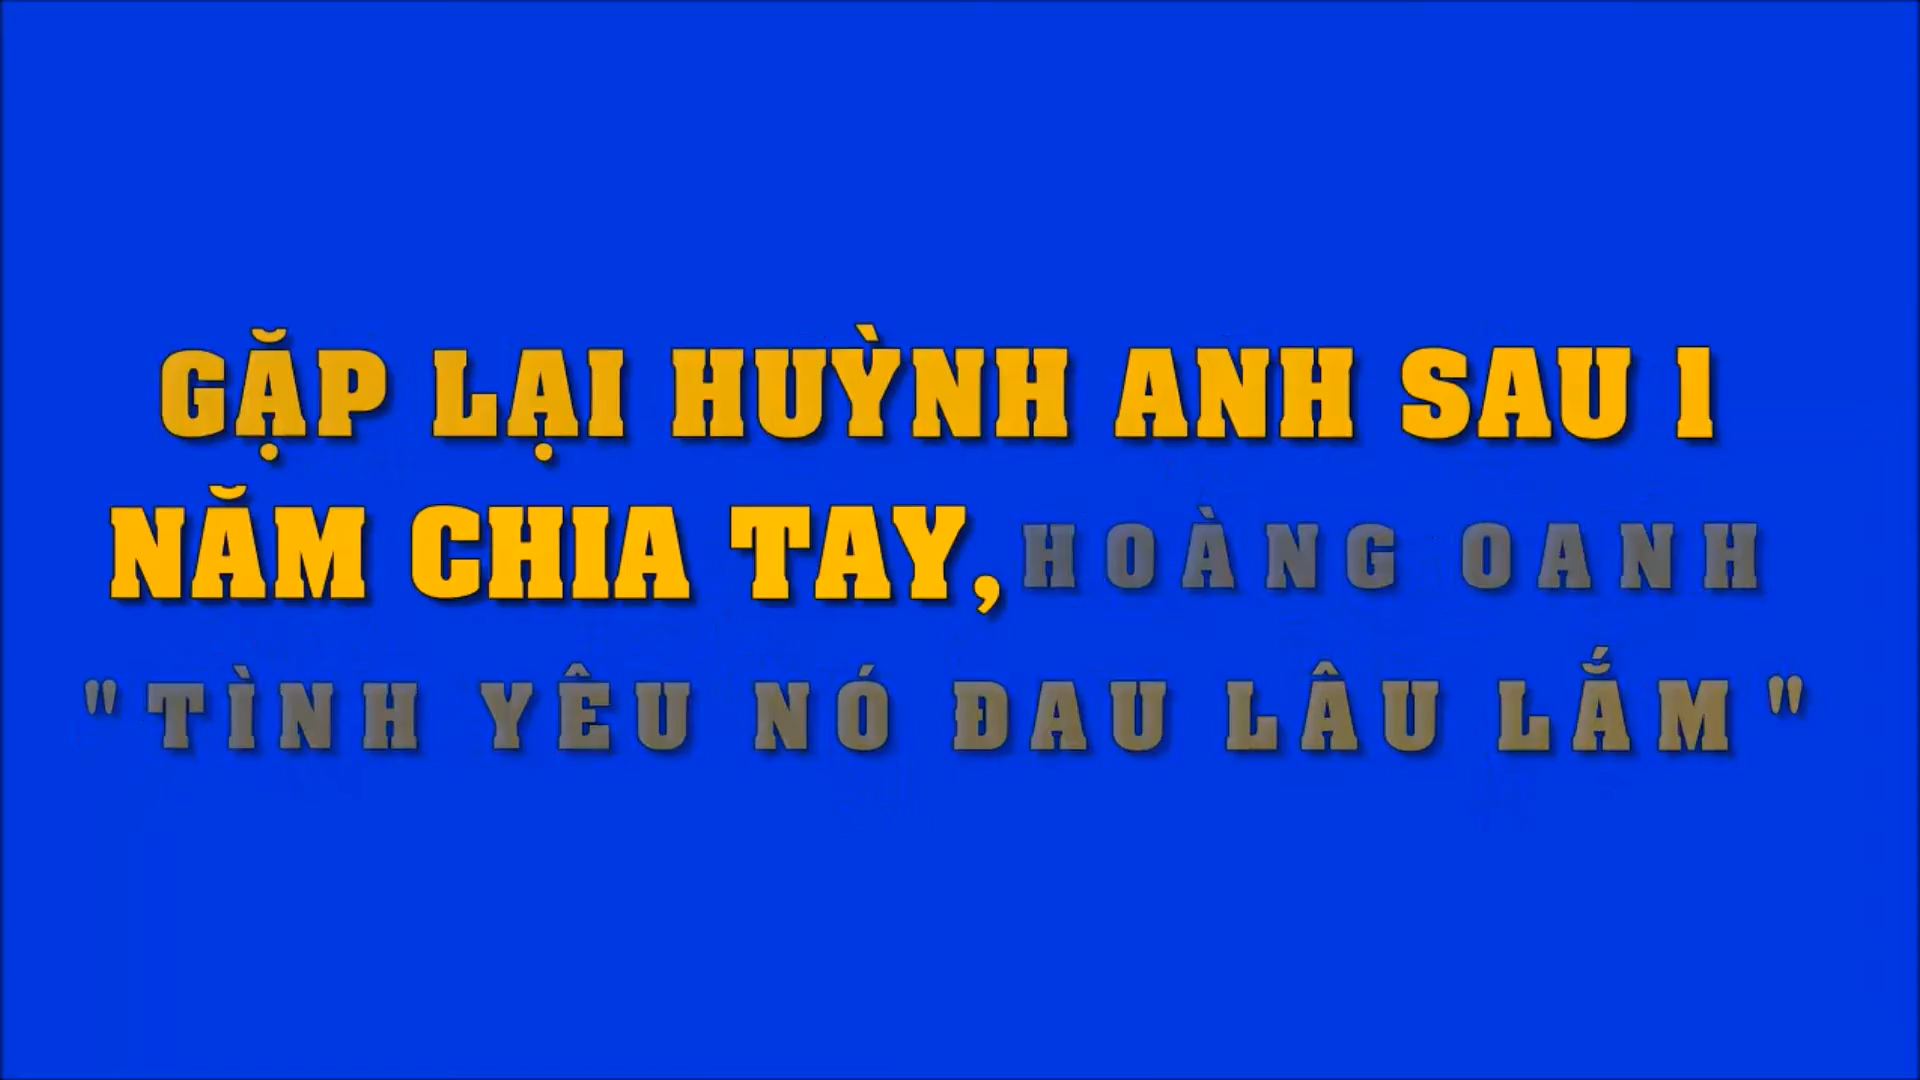 GẶP LẠI HUỲNH ANH SAU 1
NĂM CHIA TAY, HOÀNG OANH
" TÌNH YÊU NÓ ĐAU LÂU LẮM "